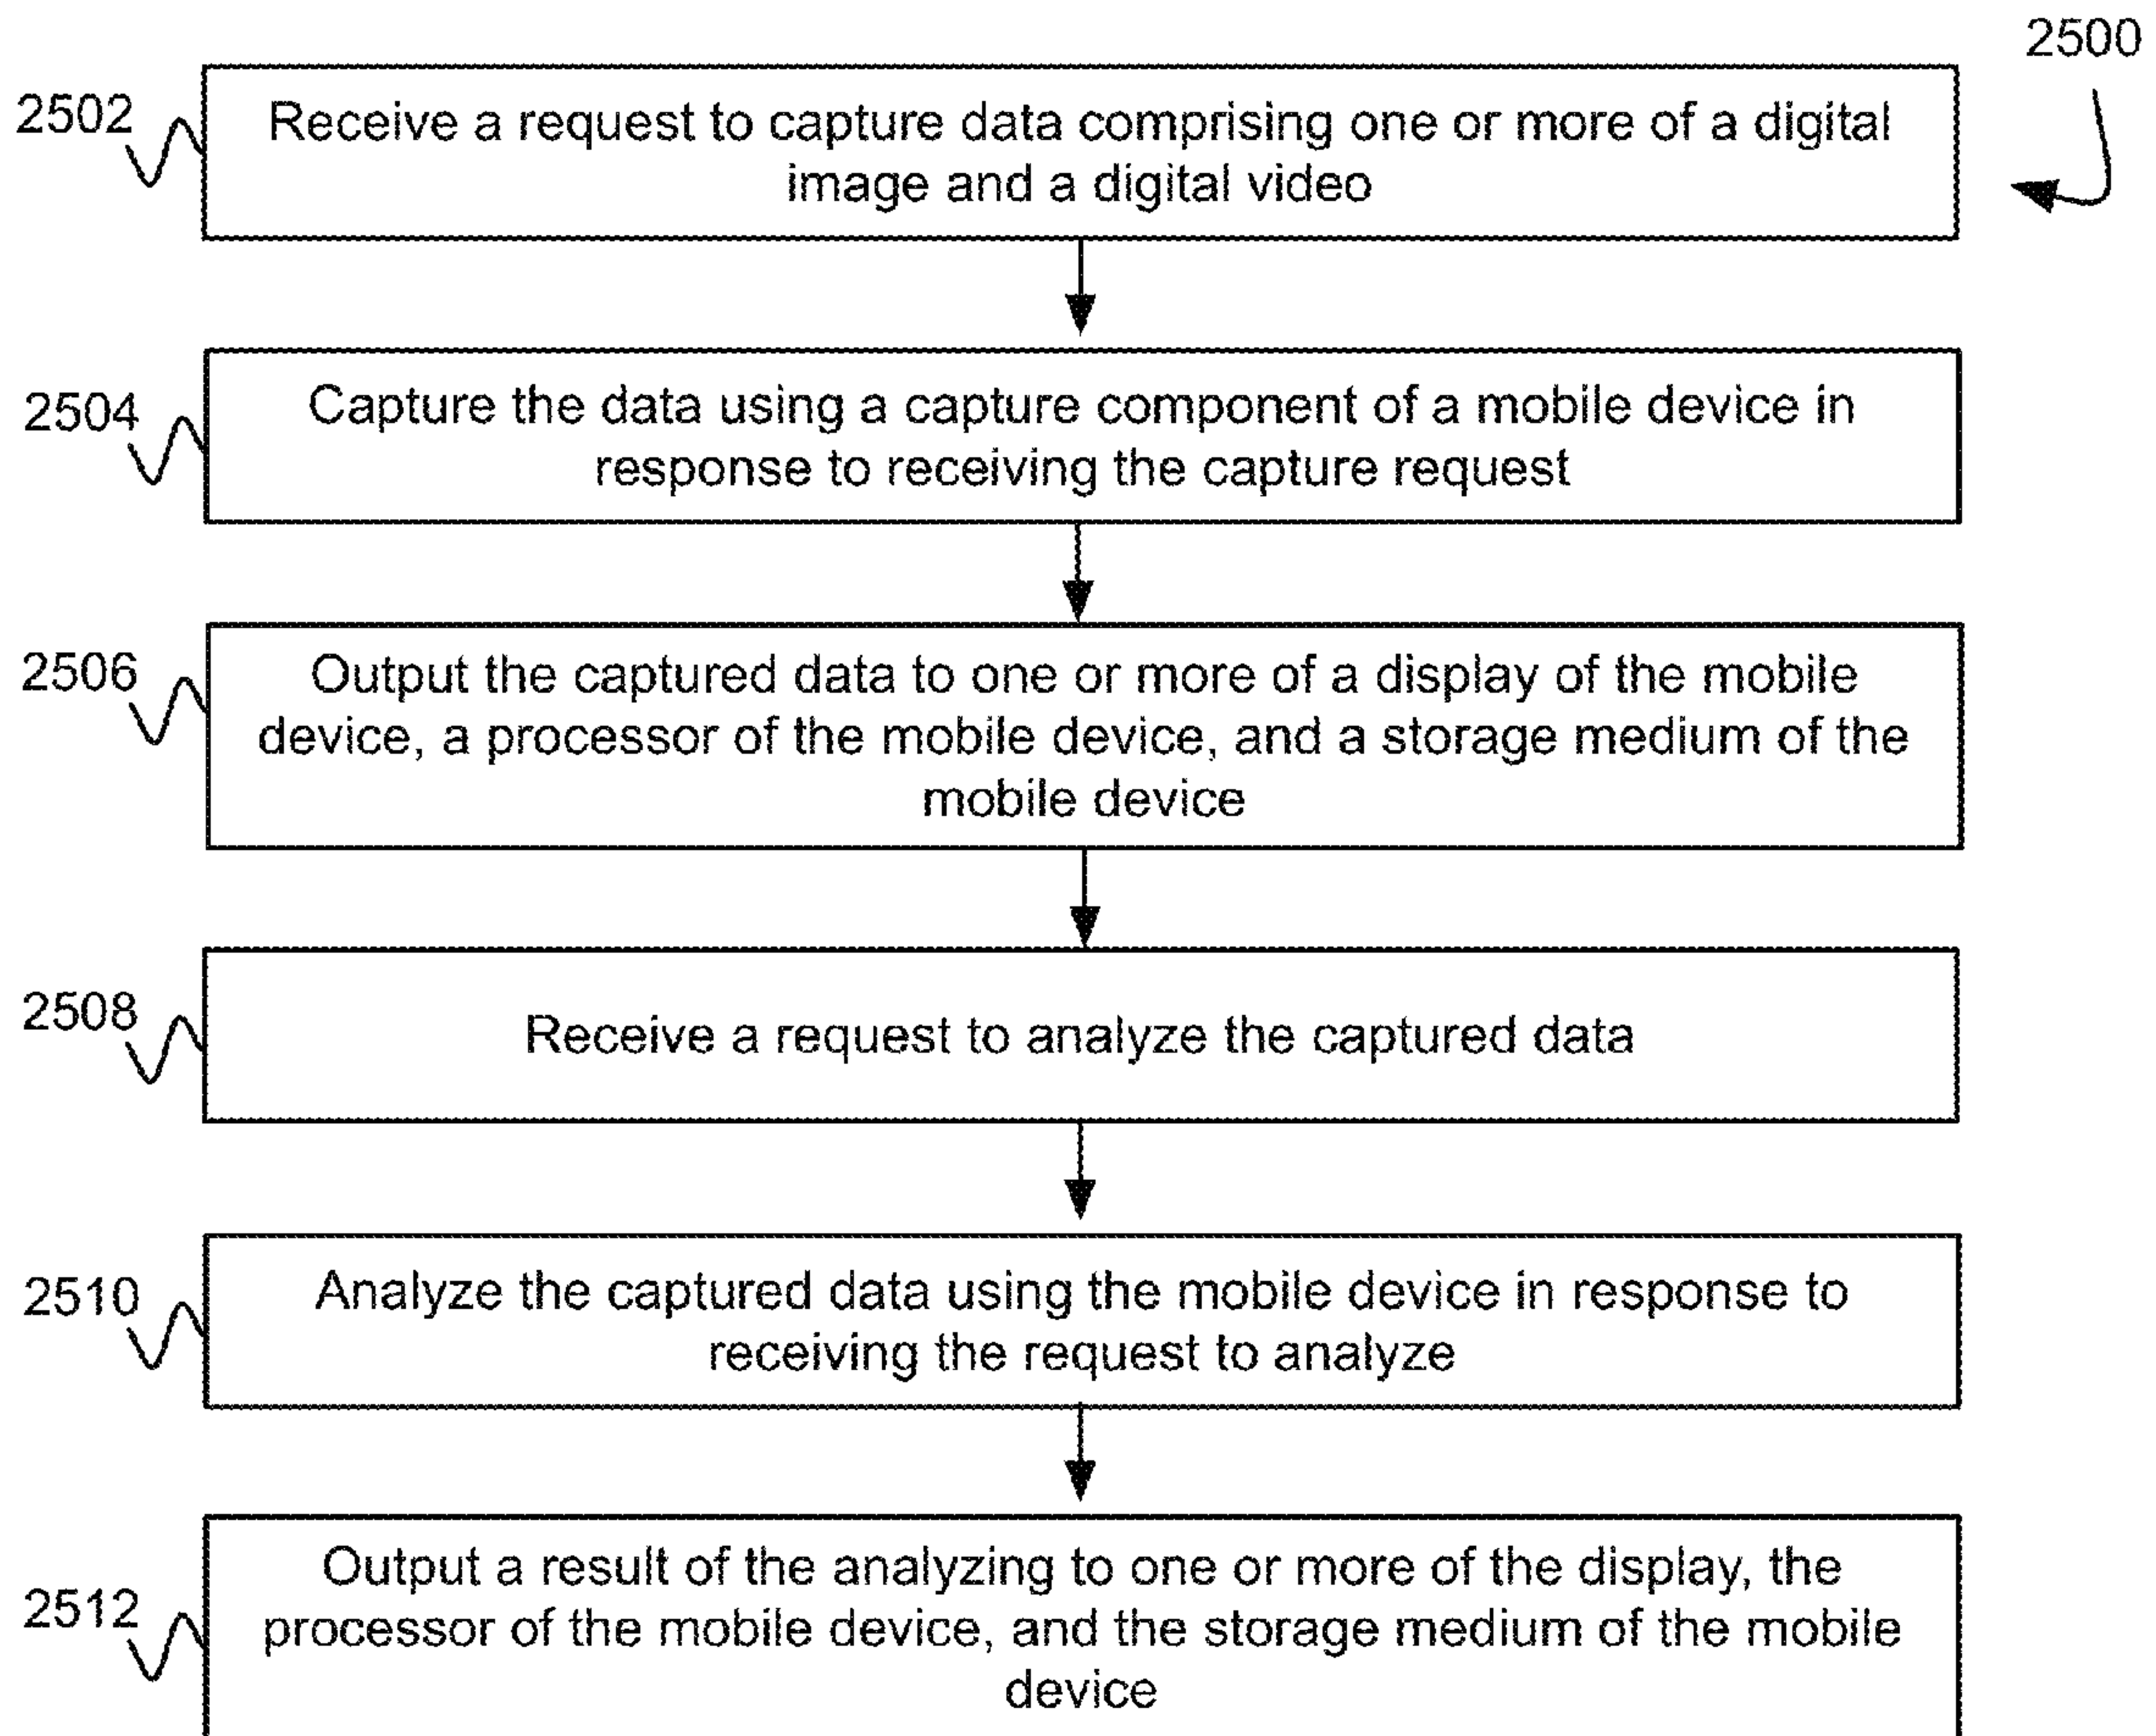 2500
2502
Receive a request to capture data comprising one or more of a digital
image and a digital video
2504
Capture the data using a capture component of a mobile device in
response to receiving the capture request
2506
Output the captured data to one or more of a display of the mobile
device, a processor of the mobile device, and a storage medium of the
mobile device
2508
Receive a request to analyze the captured data
2510
Analyze the captured data using the mobile device in response to
receiving the request to analyze
2512
Output a result of the analyzing to one or more of the display, the
processor of the mobile device, and the storage medium of the mobile
device